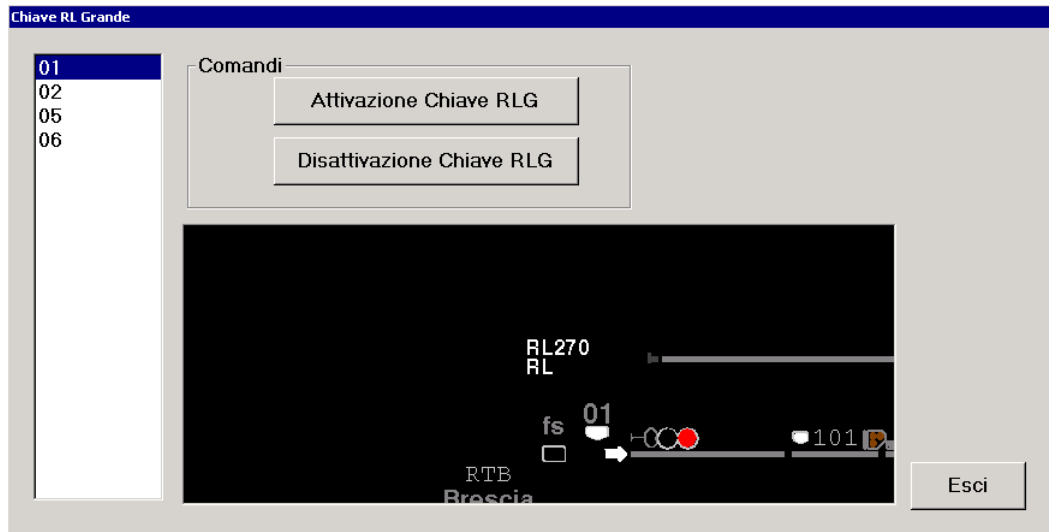 Chiave RL Grande
01
02
05
06
Comandi
Attivazione Chiave RLG
Disattivazione Chiave RLG
RL270
RL
fs
01
101
RTB
Brescia
Esci